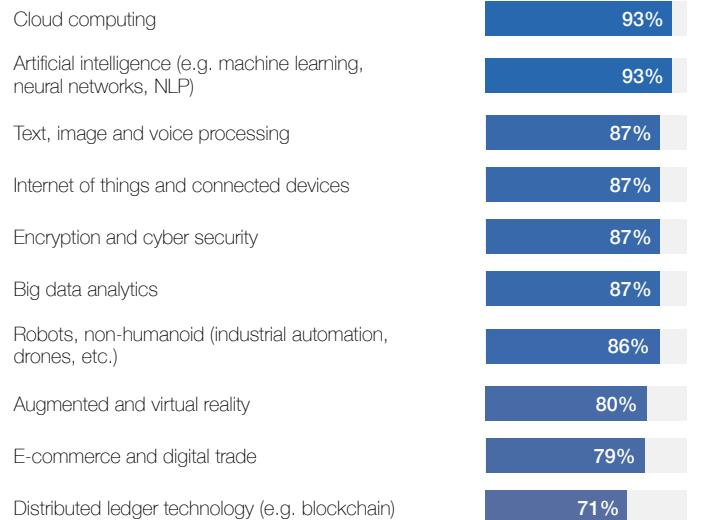 Cloud computing 93%
Artificial intelligence (e.g. machine learning,
neural networks, NLP) 93%
Text, image and voice processing 87%
Internet of things and connected devices 87%
Encryption and cyber security 87%
Big data analytics 87%
Robots, non-humanoid (industrial automation,
drones, etc.) 86%
Augmented and virtual reality 80%
E-commerce and digital trade 79%
Distributed ledger technology (e.g. blockchain) 71%